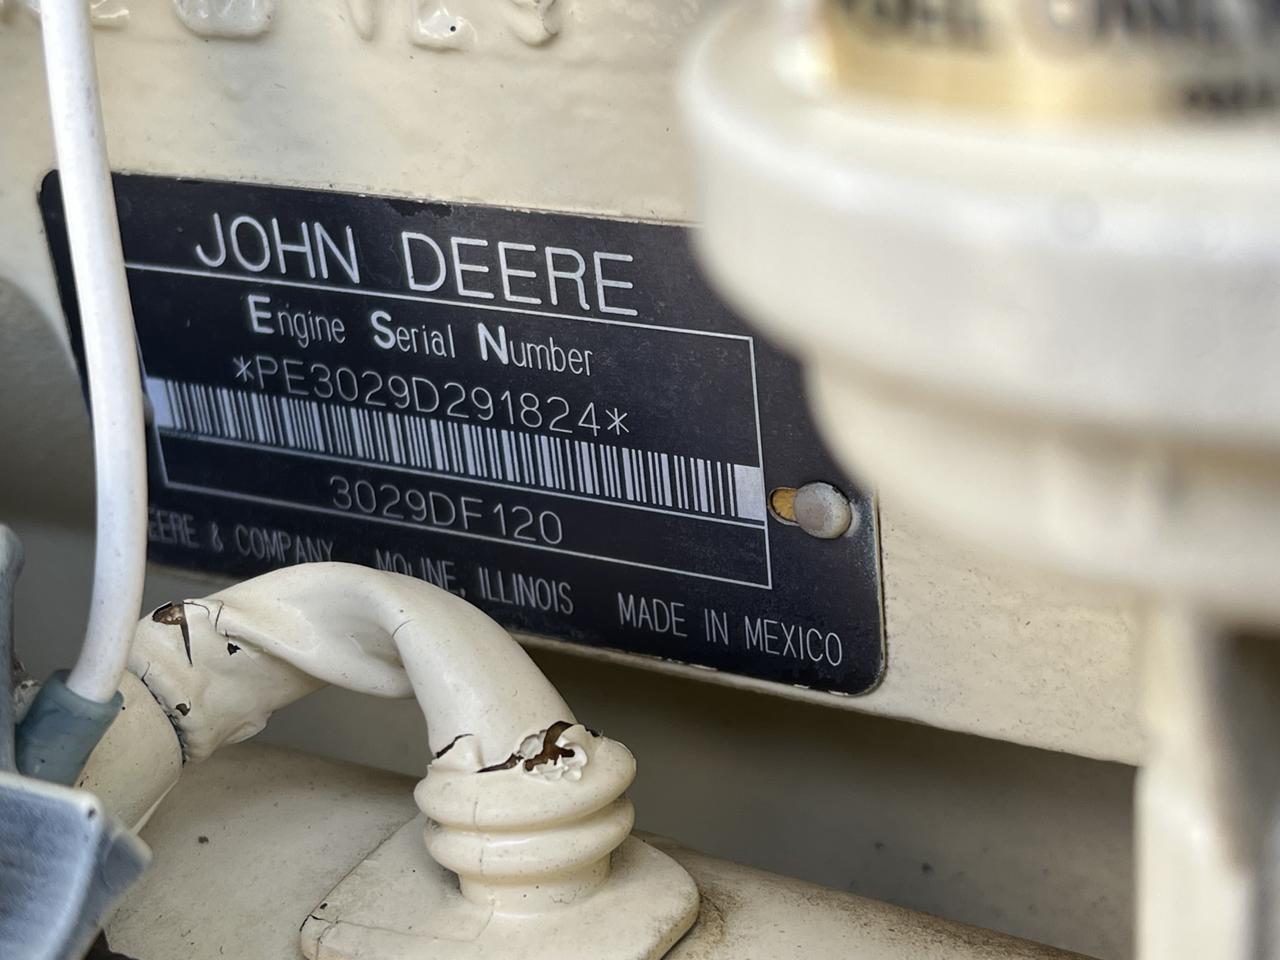 JOHN DEERE
Engine Serial Number
*PE3029D291824*
3029DF120
EERE & COMPANY MOLINE, ILLINOIS MADE IN MEXICO